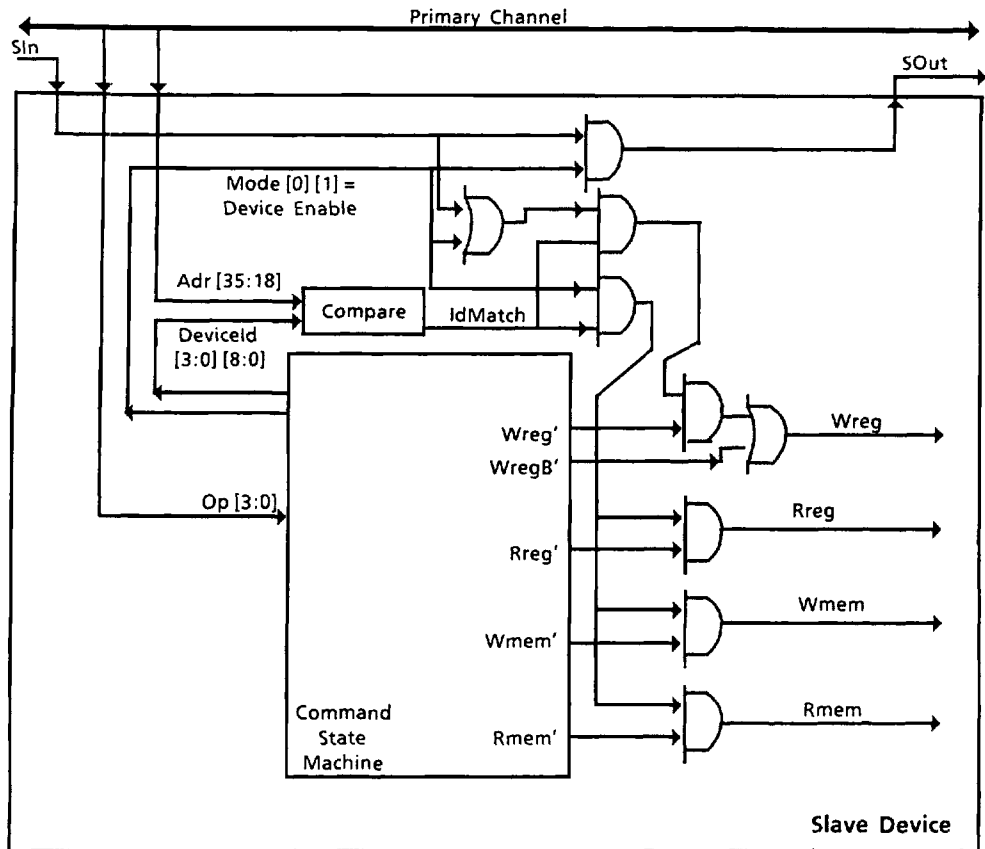 Primary Channel
SIn
SOut
Mode [0] [1] =
Device Enable
Adr [35:18]
Compare
IdMatch
DeviceId
[3:0] [8:0]
Wreg'
Wreg
WregB'
Op [3:0]
Rreg
Rreg'
Wmem
Wmem'
Rmem
Command
State
Machine
Rmem'
Slave Device